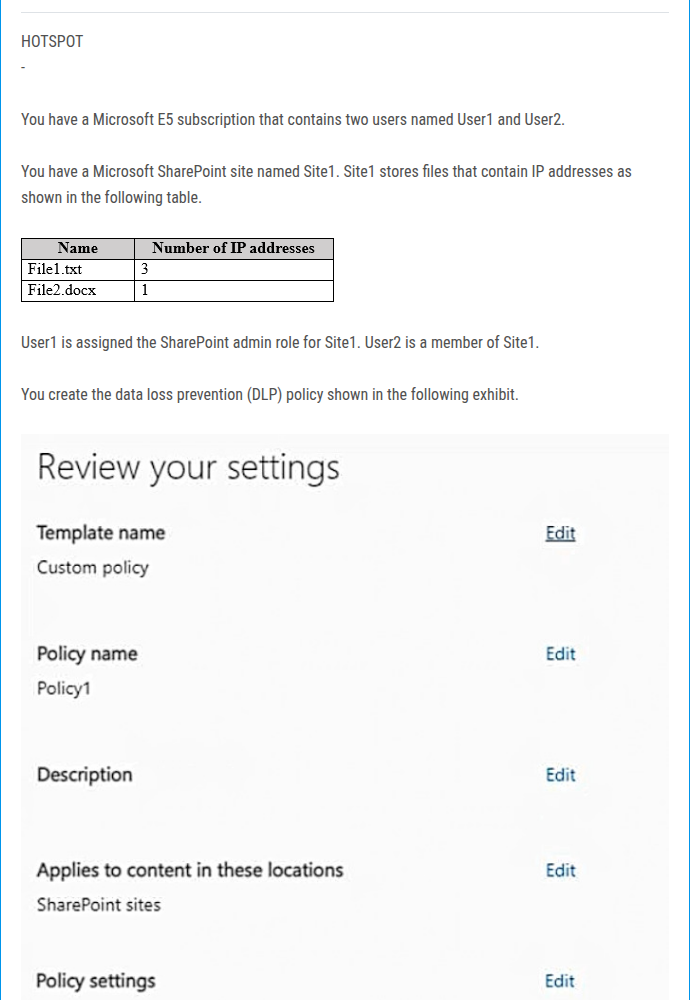 HOTSPOT
-
You have a Microsoft E5 subscription that contains two users named User1 and User2.
You have a Microsoft SharePoint site named Site1. Site1 stores files that contain IP addresses as
shown in the following table.
Name Number of IP addresses
File1.txt 3
File2.docx 1
User1 is assigned the SharePoint admin role for Site1. User2 is a member of Site1.
You create the data loss prevention (DLP) policy shown in the following exhibit.
Review your settings
Template name Edit
Custom policy
Policy name Edit
Policy1
Description Edit
Applies to content in these locations Edit
SharePoint sites
Policy settings Edit